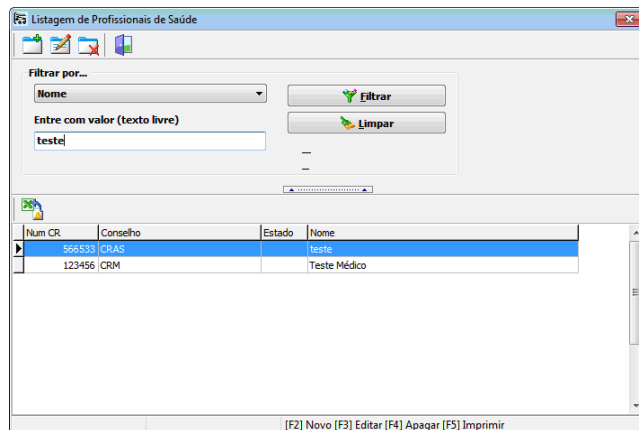 Listagem de Profissionais de Saúde
Filtrar por...
Nome
Filtrar
Entre com valor (texto livre)
Limpar
teste
Num CR Conselho Estado Nome
566533 CRAS teste
123456 CRM Teste Médico
[F2] Novo [F3] Editar [F4] Apagar [F5] Imprimir